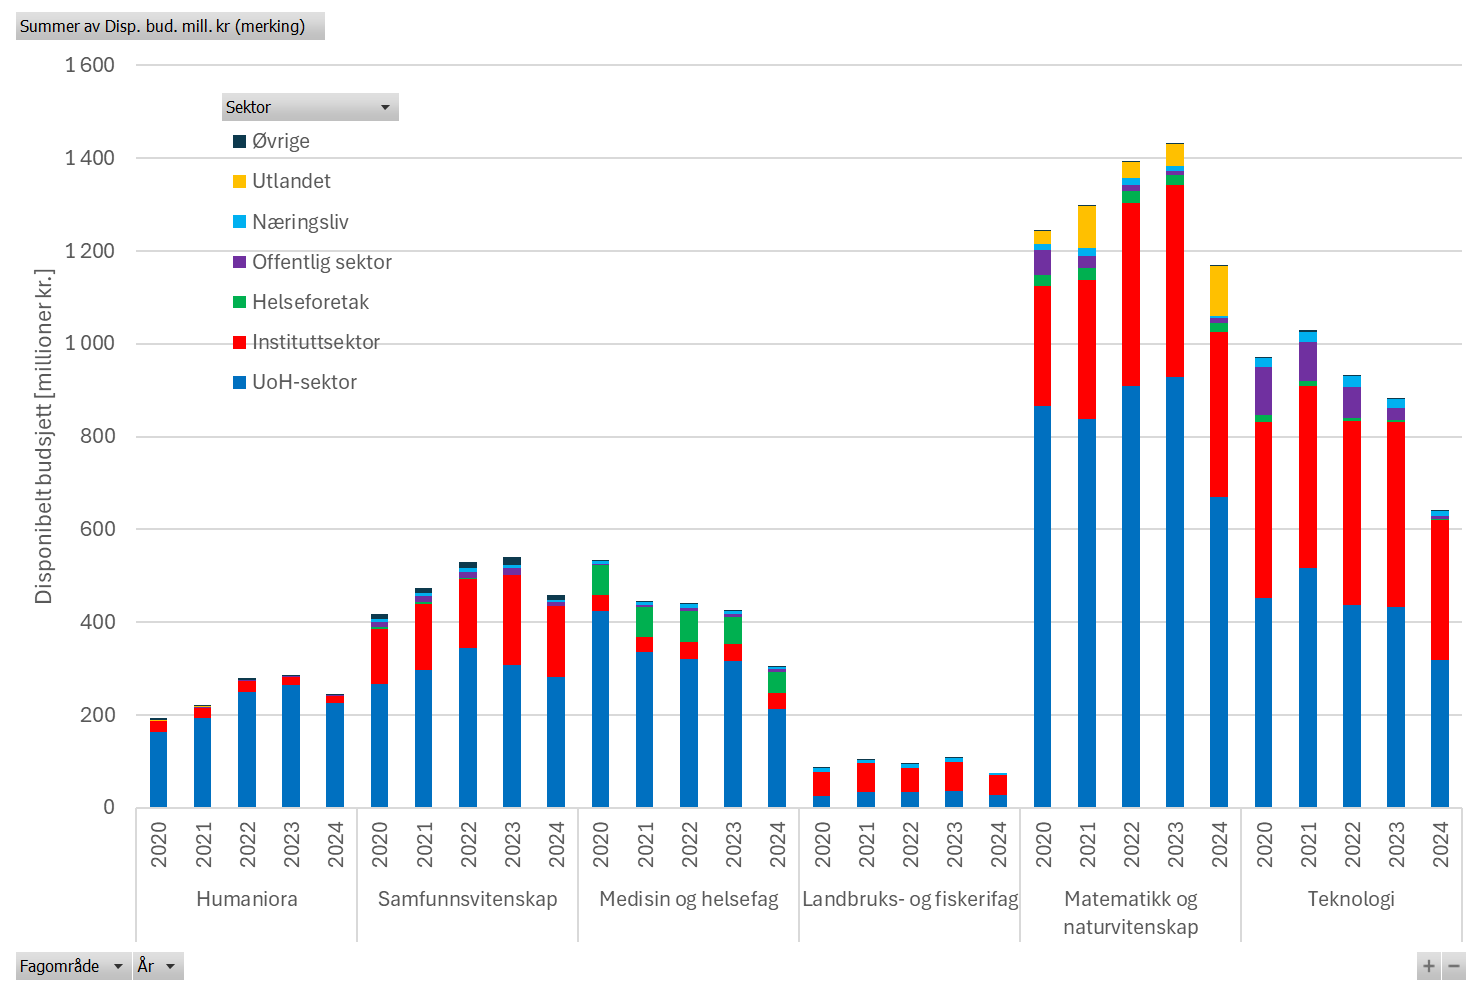 Summer av Disp. bud. mill. kr (merking)
1 600
1 400
1 200
1 000
800
600
400
200
0
Disponibelt budsjett [millioner kr.]
Sektor
Øvrige
Utlandet
Næringsliv
Offentlig sektor
Helseforetak
Instituttsektor
UoH-sektor
2020 2021 2022 2023 2024 2020 2021 2022 2023 2024 2020 2021 2022 2023 2024 2020 2021 2022 2023 2024 2020 2021 2022 2023 2024 2020 2021 2022 2023 2024
Humaniora Samfunnsvitenskap Medisin og helsefag Landbruks- og fiskerifag Matematikk og Teknologi
naturvitenskap
Fagområde År + −